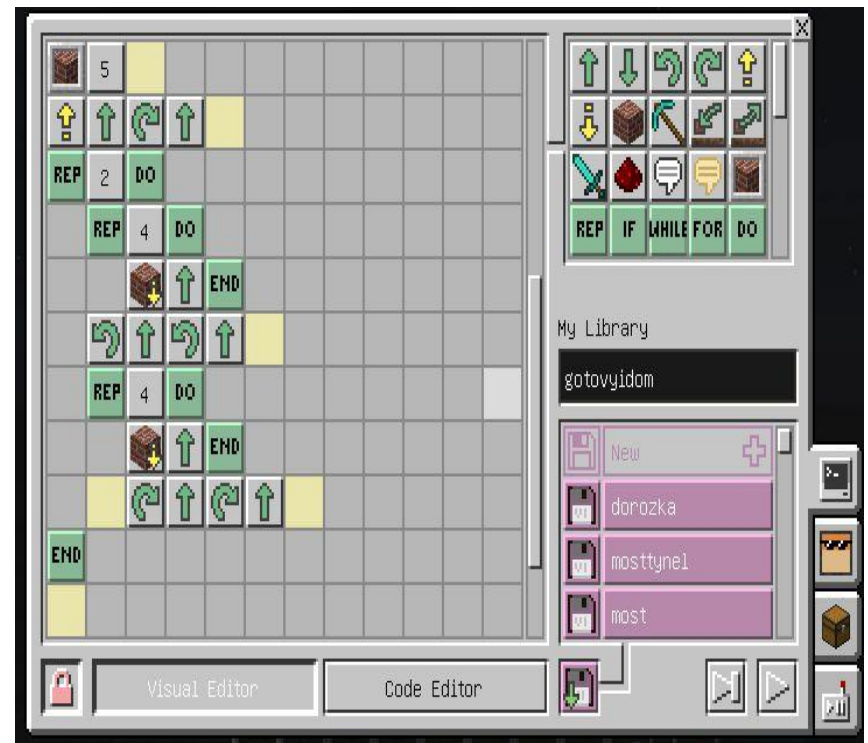 X
5
REP 2 DO
REP 4 DO
END
REP 4 DO
END
END
REP IF WHILE FOR DO
My Library
gotovyidom
New
dorozka
mosttynel
most
Visual Editor
Code Editor